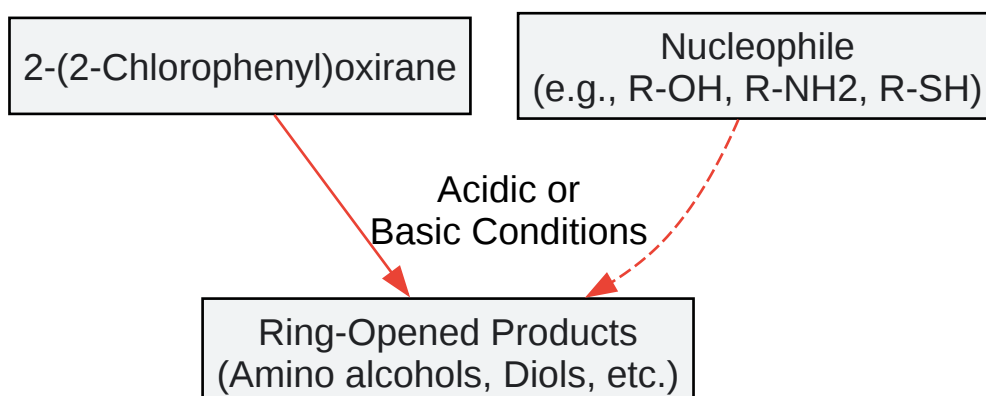 2-(2-Chlorophenyl)oxirane
Nucleophile
(e.g., R-OH, R-NH2, R-SH)
Acidic or
Basic Conditions
Ring-Opened Products
(Amino alcohols, Diols, etc.)